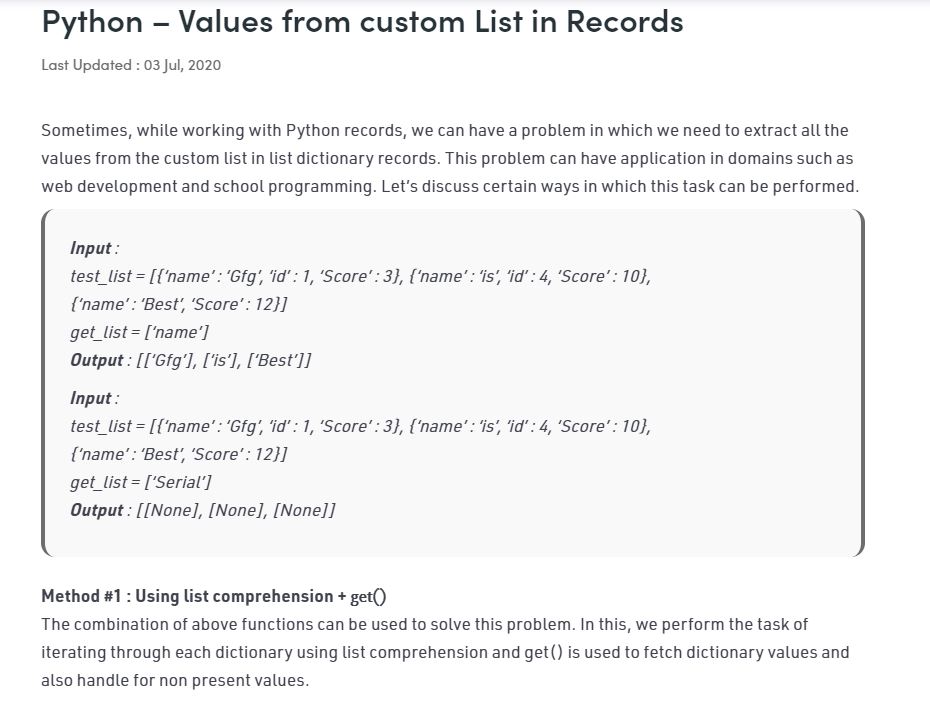 Python – Values from custom List in Records
Last Updated : 03 Jul, 2020
Sometimes, while working with Python records, we can have a problem in which we need to extract all the
values from the custom list in list dictionary records. This problem can have application in domains such as
web development and school programming. Let’s discuss certain ways in which this task can be performed.
Input :
test_list = [{‘name’ : ‘Gfg’, ‘id’ : 1, ‘Score’ : 3}, {‘name’ : ‘is’, ‘id’ : 4, ‘Score’ : 10},
{‘name’ : ‘Best’, ‘Score’ : 12}]
get_list = [‘name’]
Output : [[‘Gfg’], [‘is’], [‘Best’]]
Input :
test_list = [{‘name’ : ‘Gfg’, ‘id’ : 1, ‘Score’ : 3}, {‘name’ : ‘is’, ‘id’ : 4, ‘Score’ : 10},
{‘name’ : ‘Best’, ‘Score’ : 12}]
get_list = [‘Serial’]
Output : [[None], [None], [None]]
Method #1 : Using list comprehension + get()
The combination of above functions can be used to solve this problem. In this, we perform the task of
iterating through each dictionary using list comprehension and get() is used to fetch dictionary values and
also handle for non present values.